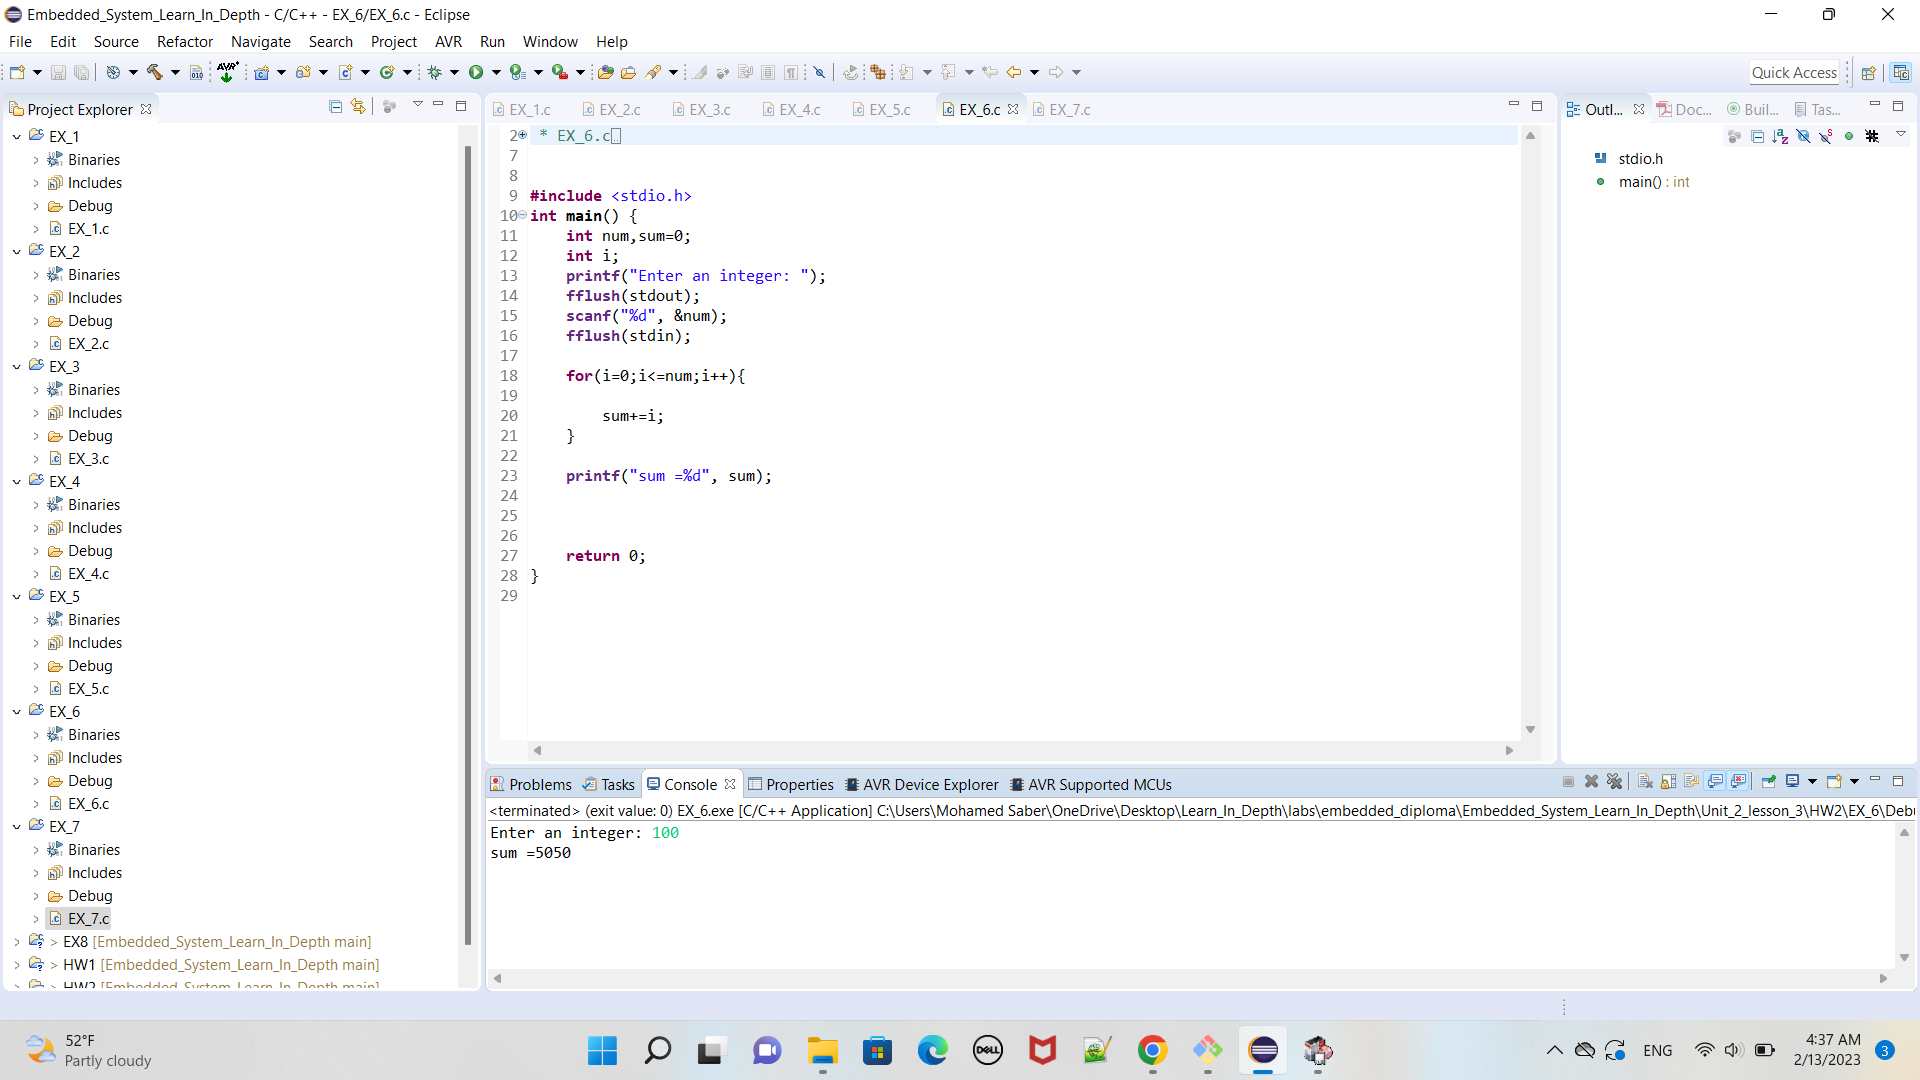 Embedded_System_Learn_In_Depth - C/C++ - EX_6/EX_6.c - Eclipse
File Edit Source Refactor Navigate Search Project AVR Run Window Help
Quick Access
Project Explorer
EX_1
Binaries
Includes
Debug
EX_1.c
EX_2
Binaries
Includes
Debug
EX_2.c
EX_3
Binaries
Includes
Debug
EX_3.c
EX_4
Binaries
Includes
Debug
EX_4.c
EX_5
Binaries
Includes
Debug
EX_5.c
EX_6
Binaries
Includes
Debug
EX_6.c
EX_7
Binaries
Includes
Debug
EX_7.c
> EX8 [Embedded_System_Learn_In_Depth main]
> HW1 [Embedded_System_Learn_In_Depth main]
> HW2 [Embedded_System_Learn_In_Depth main]
EX_1.c EX_2.c EX_3.c EX_4.c EX_5.c EX_6.c EX_7.c
2 * EX_6.c
7
8
9 #include <stdio.h>
10 int main() {
11 int num,sum=0;
12 int i;
13 printf("Enter an integer: ");
14 fflush(stdout);
15 scanf("%d", &num);
16 fflush(stdin);
17
18 for(i=0;i<=num;i++){
19
20 sum+=i;
21 }
22
23 printf("sum =%d", sum);
24
25
26
27 return 0;
28 }
29
Outl... Doc... Buil... Tas...
stdio.h
main() : int
Problems Tasks Console Properties AVR Device Explorer AVR Supported MCUs
<terminated> (exit value: 0) EX_6.exe [C/C++ Application] C:\Users\Mohamed Saber\OneDrive\Desktop\Learn_In_Depth\labs\embedded_diploma\Embedded_System_Learn_In_Depth\Unit_2_lesson_3\HW2\EX_6\Debu
Enter an integer: 100
sum =5050
52°F
Partly cloudy
DELL
ENG
4:37 AM
2/13/2023
3